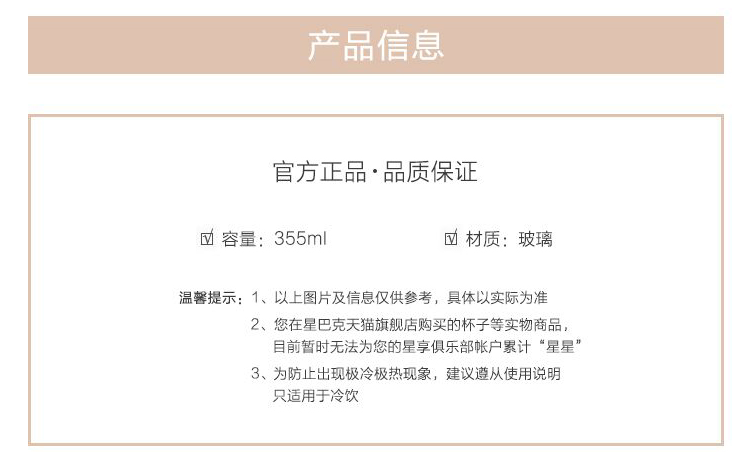 产品信息
官方正品·品质保证
容量：355ml
材质：玻璃
温馨提示：1、以上图片及信息仅供参考，具体以实际为准
2、您在星巴克天猫旗舰店购买的杯子等实物商品，
目前暂时无法为您的星享俱乐部帐户累计“星星”
3、为防止出现极冷极热现象，建议遵从使用说明
只适用于冷饮